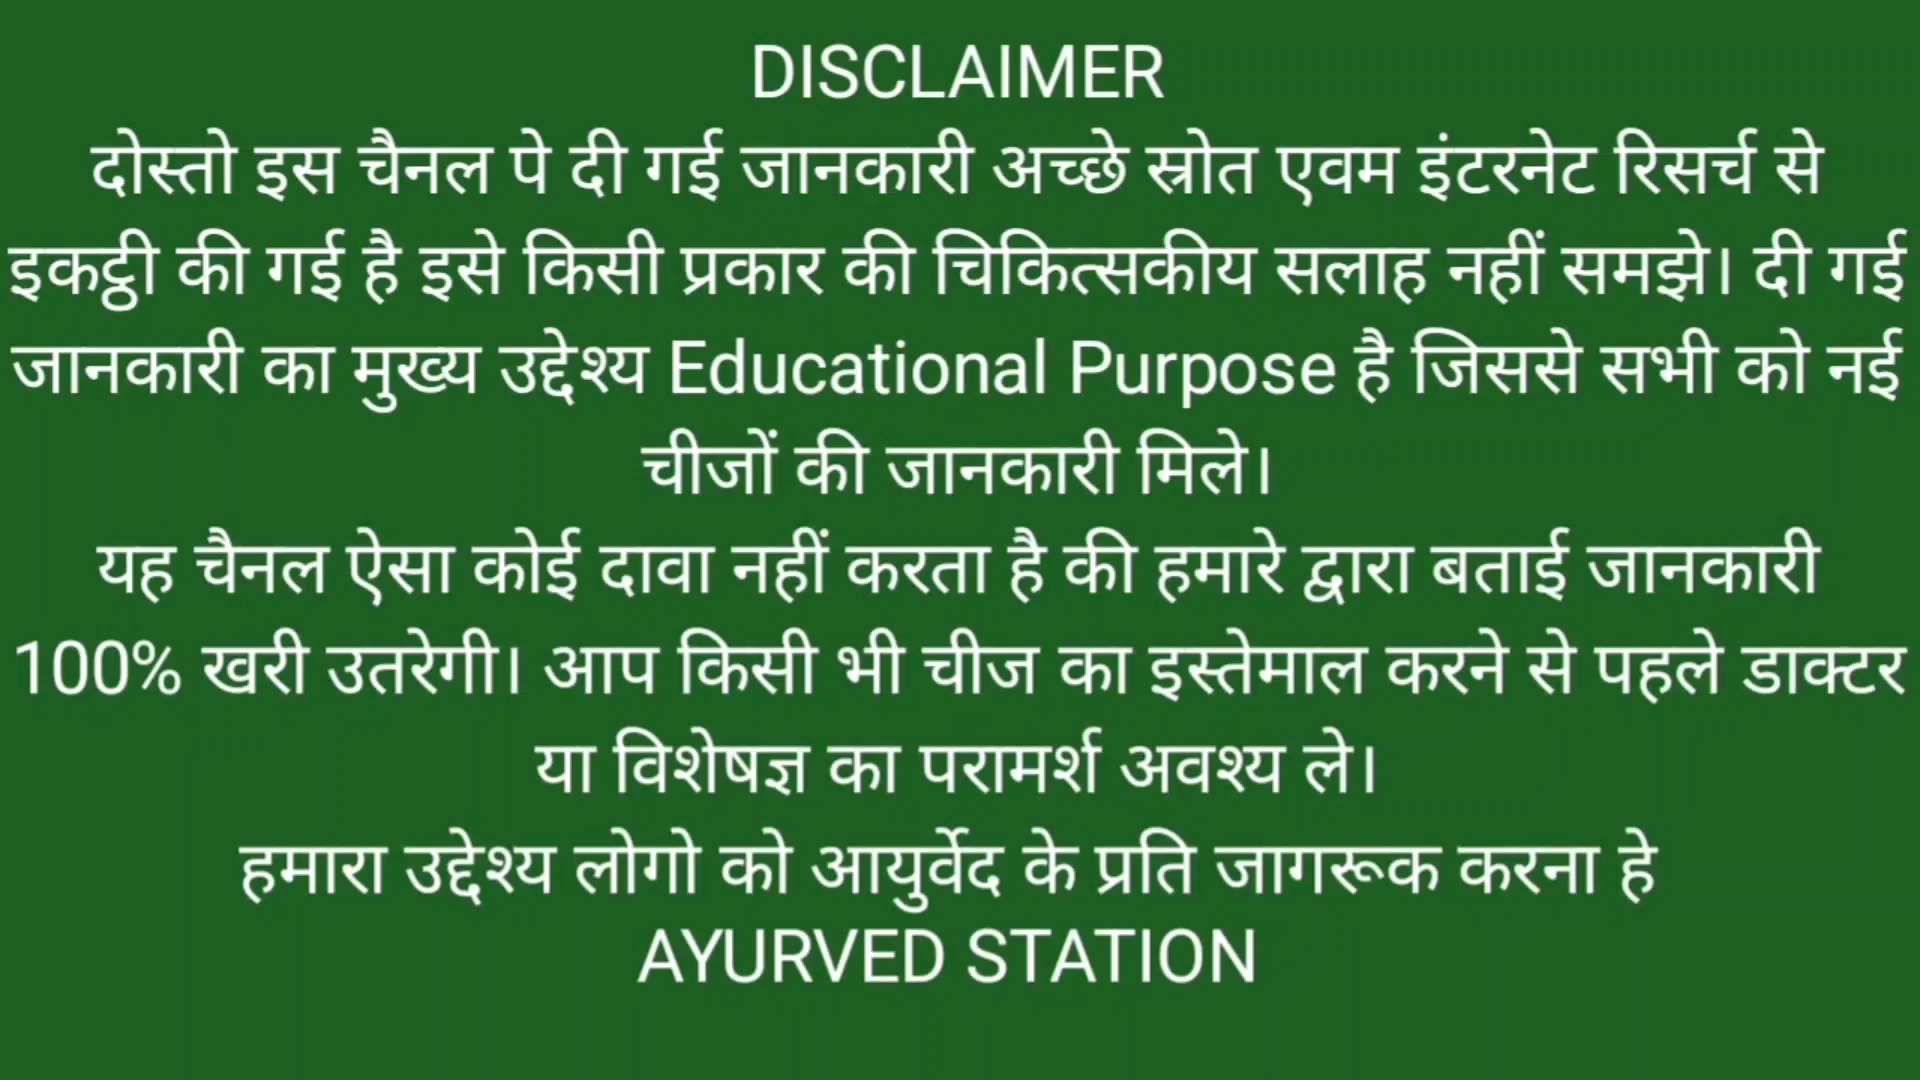 DISCLAIMER
दोस्तो इस चैनल पे दी गई जानकारी अच्छे स्रोत एवम इंटरनेट रिसर्च से
इकट्ठी की गई है इसे किसी प्रकार की चिकित्सकीय सलाह नहीं समझे। दी गई
जानकारी का मुख्य उद्देश्य Educational Purpose है जिससे सभी को नई
चीजों की जानकारी मिले।
यह चैनल ऐसा कोई दावा नहीं करता है की हमारे द्वारा बताई जानकारी
100% खरी उतरेगी। आप किसी भी चीज का इस्तेमाल करने से पहले डाक्टर
या विशेषज्ञ का परामर्श अवश्य ले।
हमारा उद्देश्य लोगो को आयुर्वेद के प्रति जागरूक करना हे
AYURVED STATION